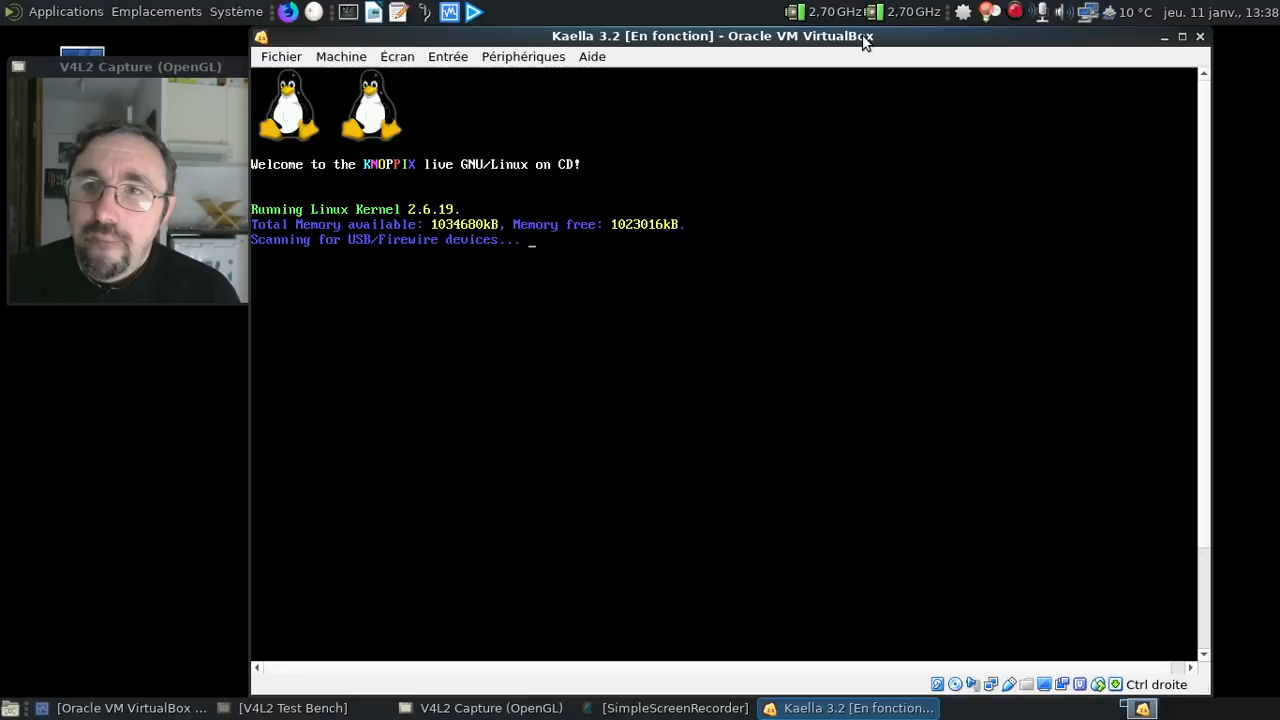 Applications Emplacements Système
2,70 GHz 2,70 GHz 10 °C jeu. 11 janv., 13:38
Kaella 3.2 [En fonction] - Oracle VM VirtualBox
V4L2 Capture (OpenGL)
Fichier Machine Écran Entrée Périphériques Aide
Welcome to the KNOPPIX live GNU/Linux on CD!
Running Linux Kernel 2.6.19.
Total Memory available: 1034680kB, Memory free: 1023016kB.
Scanning for USB/Firewire devices... _
Ctrl droite
[Oracle VM VirtualBox ... [V4L2 Test Bench] V4L2 Capture (OpenGL) [SimpleScreenRecorder] Kaella 3.2 [En fonction...